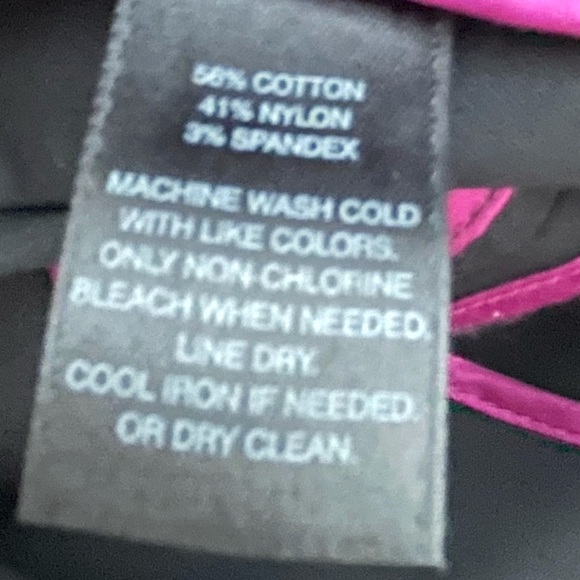 56% COTTON
41% NYLON
3% SPANDEX
MACHINE WASH COLD
WITH LIKE COLORS.
ONLY NON-CHLORINE
BLEACH WHEN NEEDED.
LINE DRY.
COOL IRON IF NEEDED.
OR DRY CLEAN.